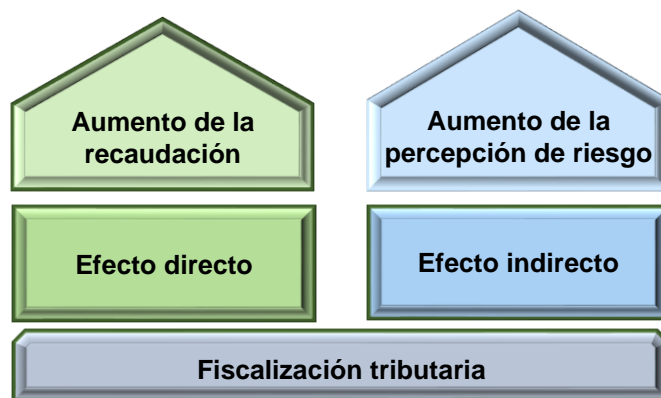 Aumento de la
recaudación
Aumento de la
percepción de riesgo
Efecto directo
Efecto indirecto
Fiscalización tributaria